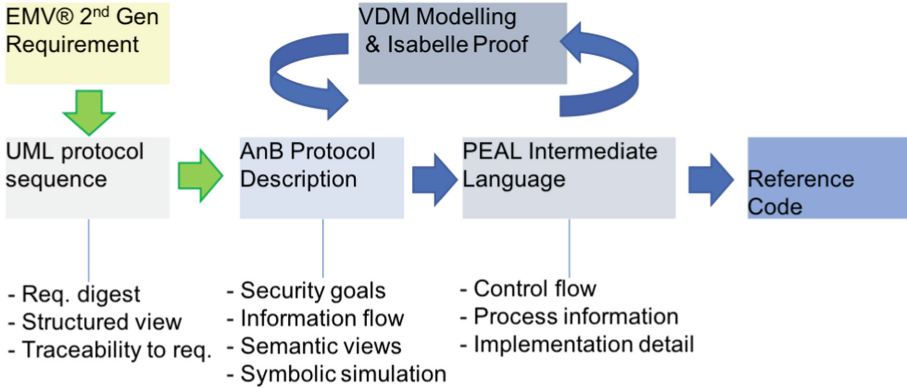 EMV® 2nd Gen
Requirement
VDM Modelling
& Isabelle Proof
UML protocol
sequence
AnB Protocol
Description
PEAL Intermediate
Language
Reference
Code
- Req. digest
- Structured view
- Traceability to req.
- Security goals
- Information flow
- Semantic views
- Symbolic simulation
- Control flow
- Process information
- Implementation detail